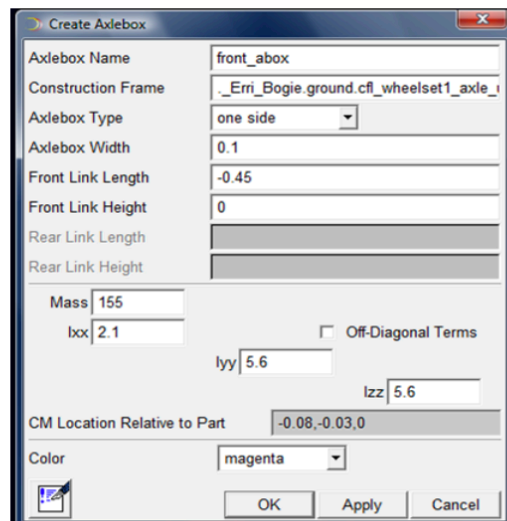 Create Axlebox
Axlebox Name front_abox
Construction Frame ._Erri_Bogie.ground.cfl_wheelset1_axle_
Axlebox Type one side
Axlebox Width 0.1
Front Link Length -0.45
Front Link Height 0
Rear Link Length
Rear Link Height
Mass 155
Ixx 2.1 Off-Diagonal Terms
Iyy 5.6
Izz 5.6
CM Location Relative to Part -0.08,-0.03,0
Color magenta
OK Apply Cancel